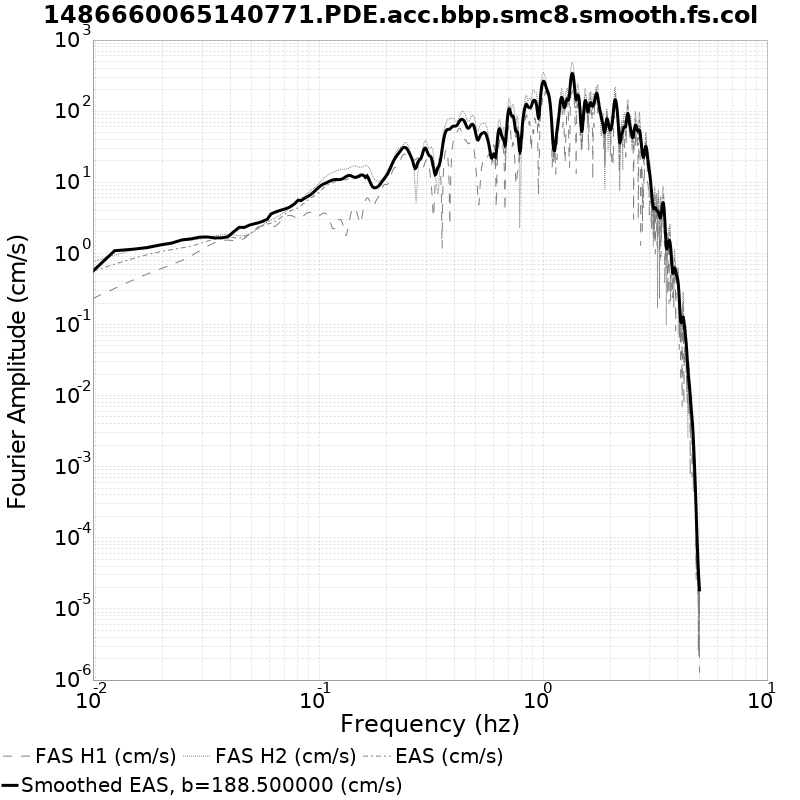 1486660065140771.PDE.acc.bbp.smc8.smooth.fs.col
10^3
10^2
10^1
10^0
10^-1
10^-2
10^-3
10^-4
10^-5
10^-6
Fourier Amplitude (cm/s)
10^-2 10^-1 10^0 10^1
Frequency (hz)
FAS H1 (cm/s) FAS H2 (cm/s) EAS (cm/s)
Smoothed EAS, b=188.500000 (cm/s)